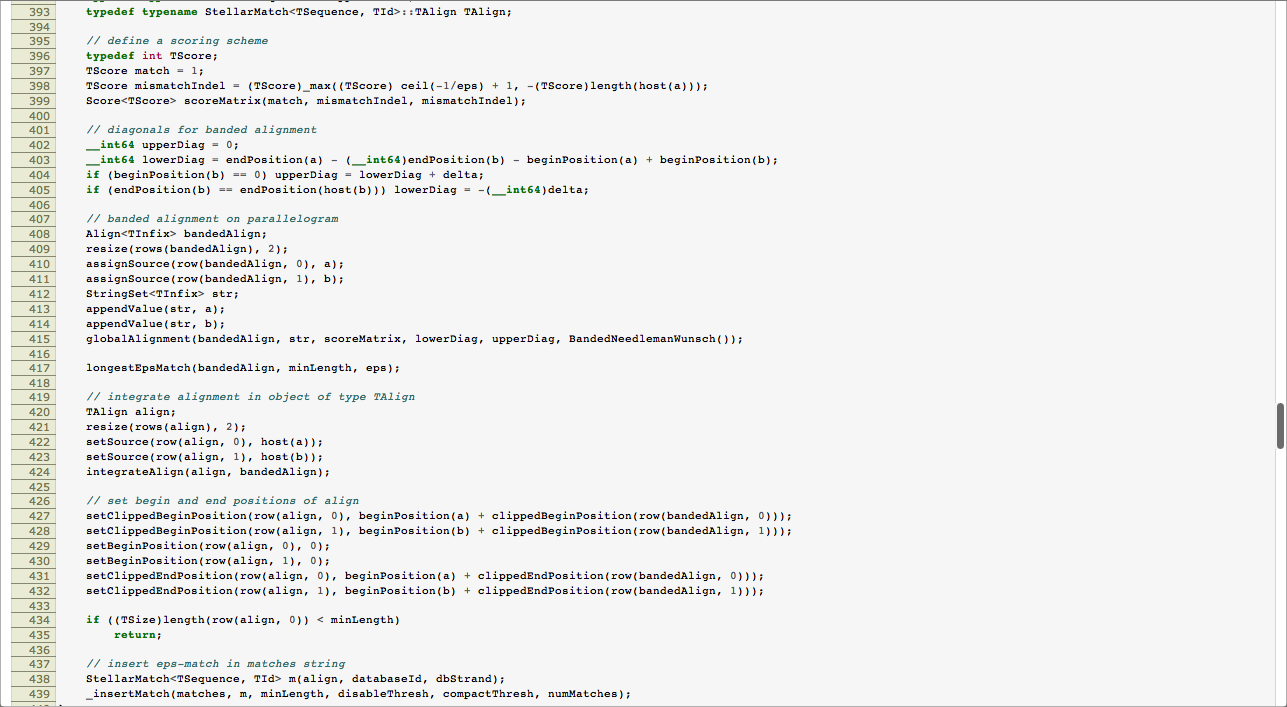 393 typedef typename StellarMatch<TSequence, TId>::TAlign TAlign;
394
395 // define a scoring scheme
396 typedef int TScore;
397 TScore match = 1;
398 TScore mismatchIndel = (TScore)_max((TScore) ceil(-1/eps) + 1, -(TScore)length(host(a)));
399 Score<TScore> scoreMatrix(match, mismatchIndel, mismatchIndel);
400
401 // diagonals for banded alignment
402 __int64 upperDiag = 0;
403 __int64 lowerDiag = endPosition(a) - (__int64)endPosition(b) - beginPosition(a) + beginPosition(b);
404 if (beginPosition(b) == 0) upperDiag = lowerDiag + delta;
405 if (endPosition(b) == endPosition(host(b))) lowerDiag = -(__int64)delta;
406
407 // banded alignment on parallelogram
408 Align<TInfix> bandedAlign;
409 resize(rows(bandedAlign), 2);
410 assignSource(row(bandedAlign, 0), a);
411 assignSource(row(bandedAlign, 1), b);
412 StringSet<TInfix> str;
413 appendValue(str, a);
414 appendValue(str, b);
415 globalAlignment(bandedAlign, str, scoreMatrix, lowerDiag, upperDiag, BandedNeedlemanWunsch());
416
417 longestEpsMatch(bandedAlign, minLength, eps);
418
419 // integrate alignment in object of type TAlign
420 TAlign align;
421 resize(rows(align), 2);
422 setSource(row(align, 0), host(a));
423 setSource(row(align, 1), host(b));
424 integrateAlign(align, bandedAlign);
425
426 // set begin and end positions of align
427 setClippedBeginPosition(row(align, 0), beginPosition(a) + clippedBeginPosition(row(bandedAlign, 0)));
428 setClippedBeginPosition(row(align, 1), beginPosition(b) + clippedBeginPosition(row(bandedAlign, 1)));
429 setBeginPosition(row(align, 0), 0);
430 setBeginPosition(row(align, 1), 0);
431 setClippedEndPosition(row(align, 0), beginPosition(a) + clippedEndPosition(row(bandedAlign, 0)));
432 setClippedEndPosition(row(align, 1), beginPosition(b) + clippedEndPosition(row(bandedAlign, 1)));
433
434 if ((TSize)length(row(align, 0)) < minLength)
435 return;
436
437 // insert eps-match in matches string
438 StellarMatch<TSequence, TId> m(align, databaseId, dbStrand);
439 _insertMatch(matches, m, minLength, disableThresh, compactThresh, numMatches);